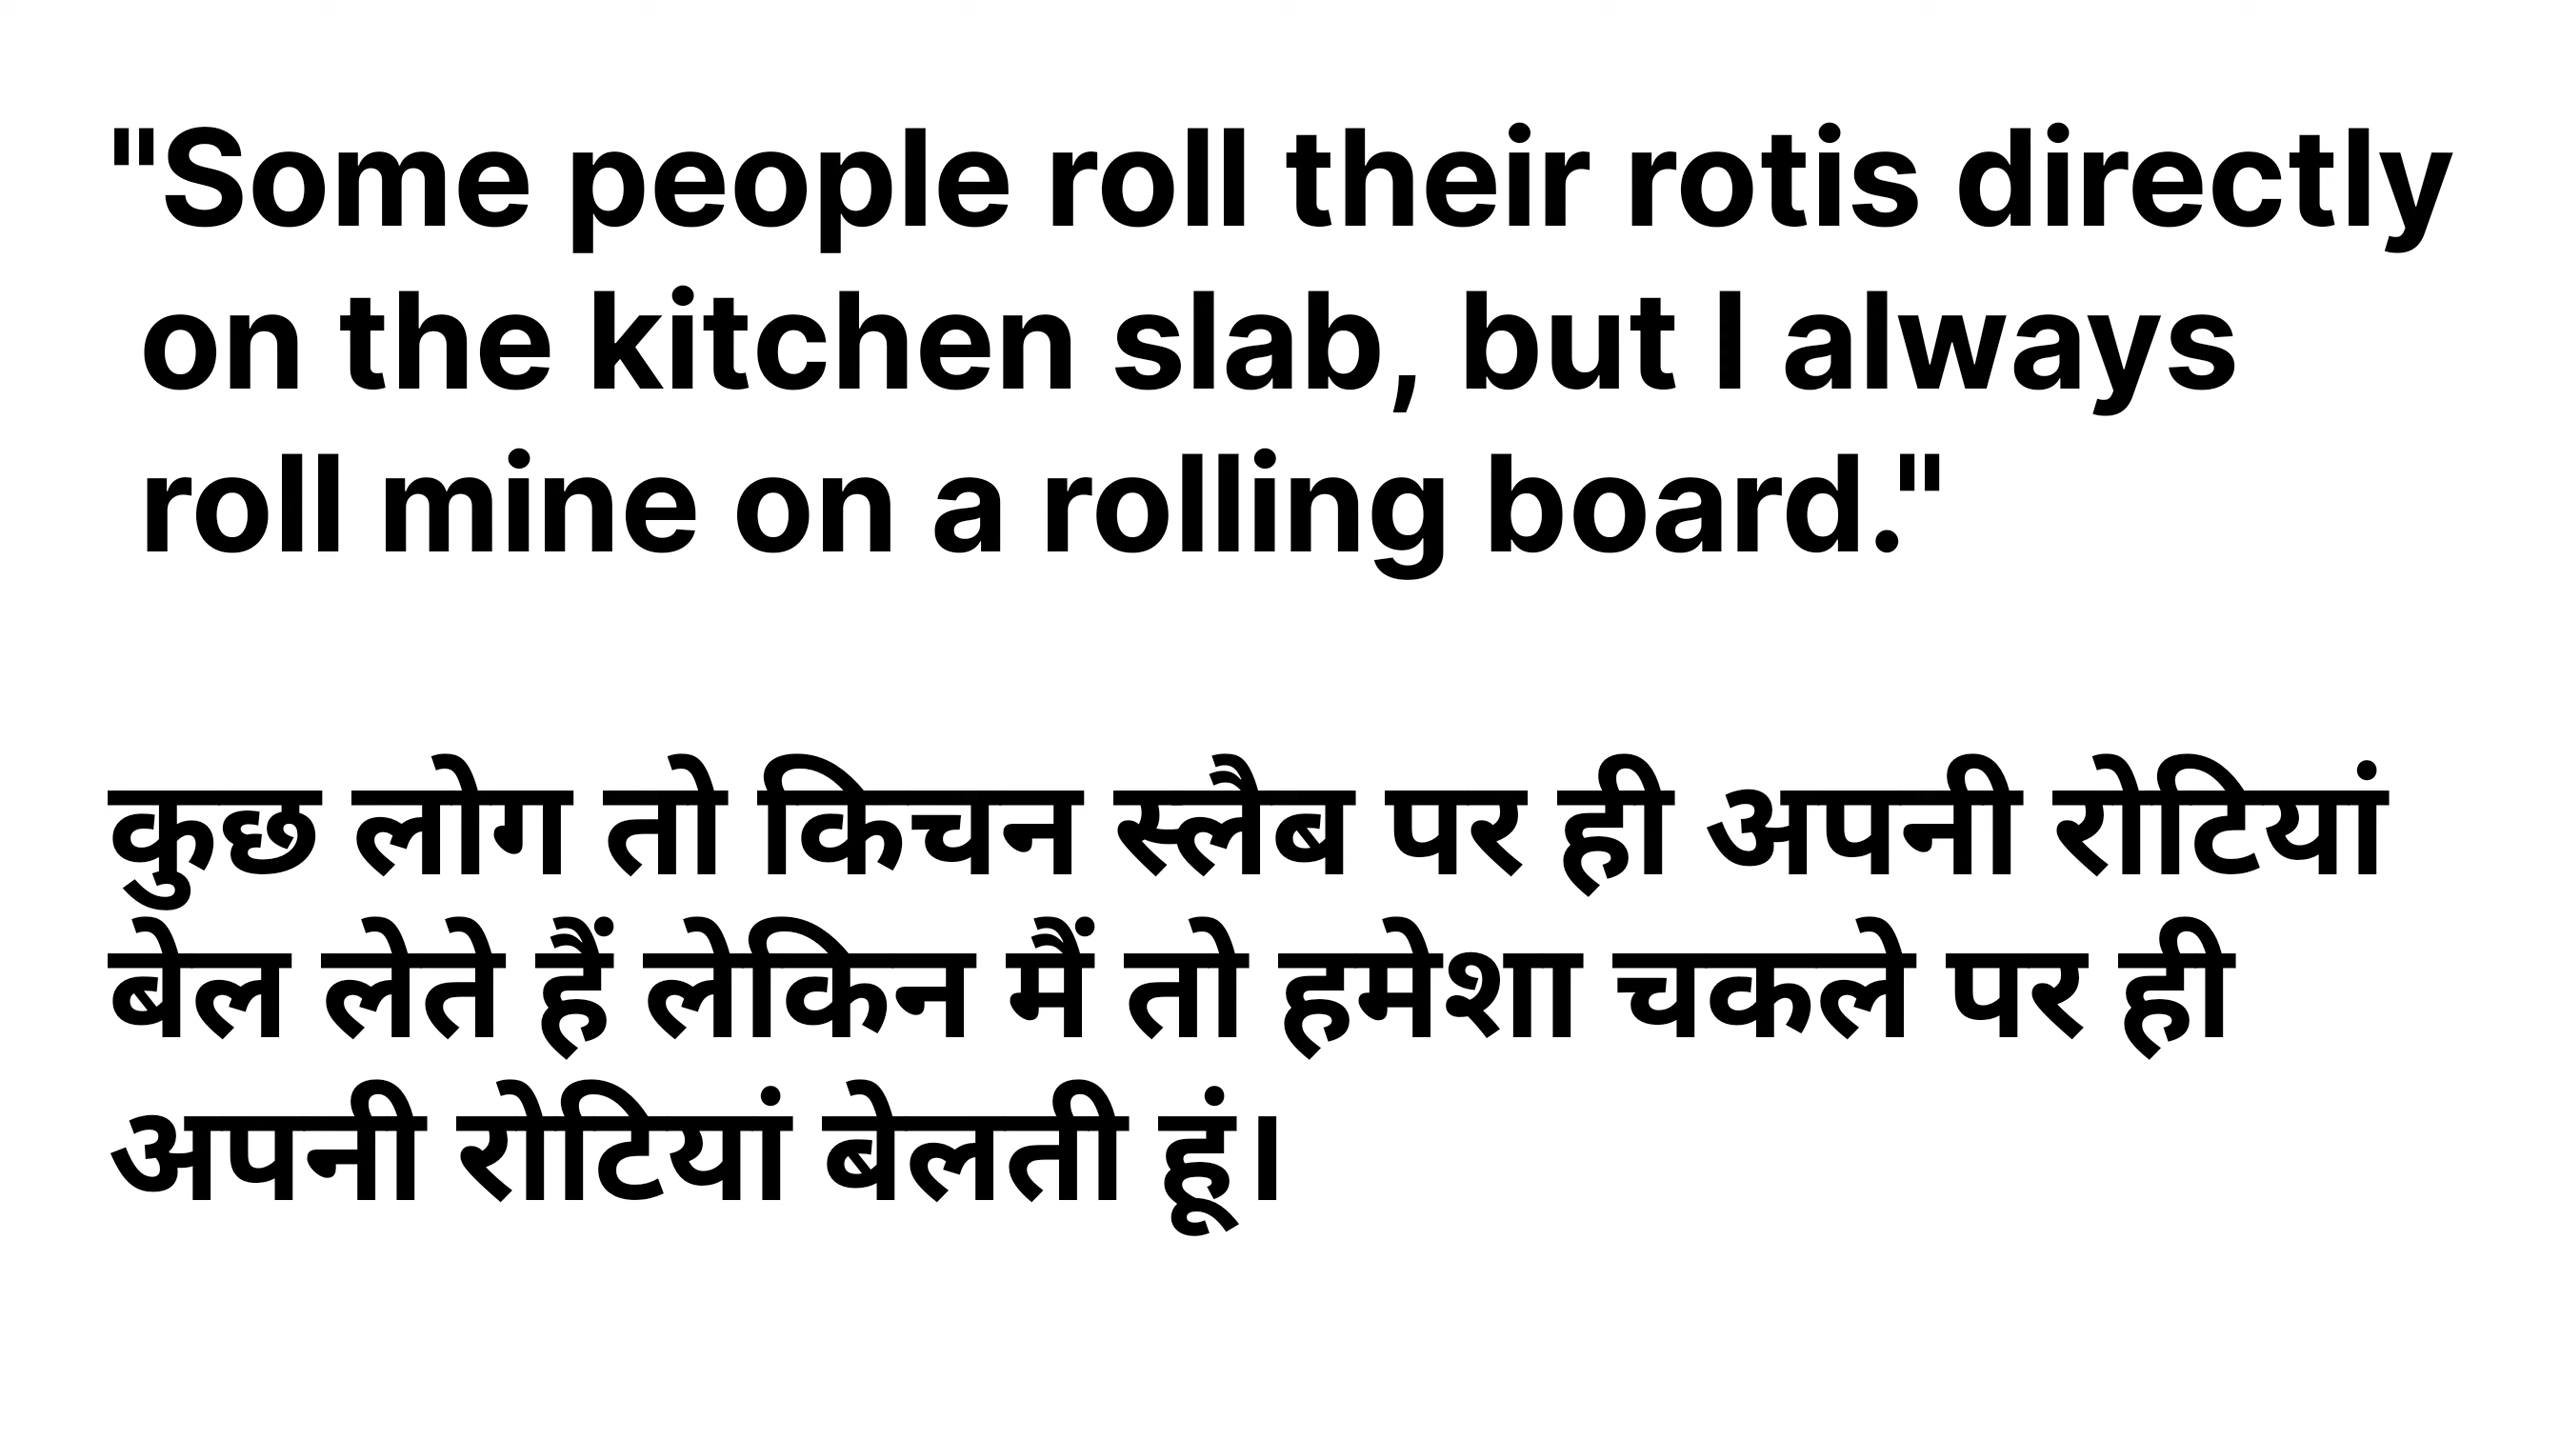 "Some people roll their rotis directly
on the kitchen slab, but I always
roll mine on a rolling board."
कुछ लोग तो किचन स्लैब पर ही अपनी रोटियां
बेल लेते हैं लेकिन मैं तो हमेशा चकले पर ही
अपनी रोटियां बेलती हूं।